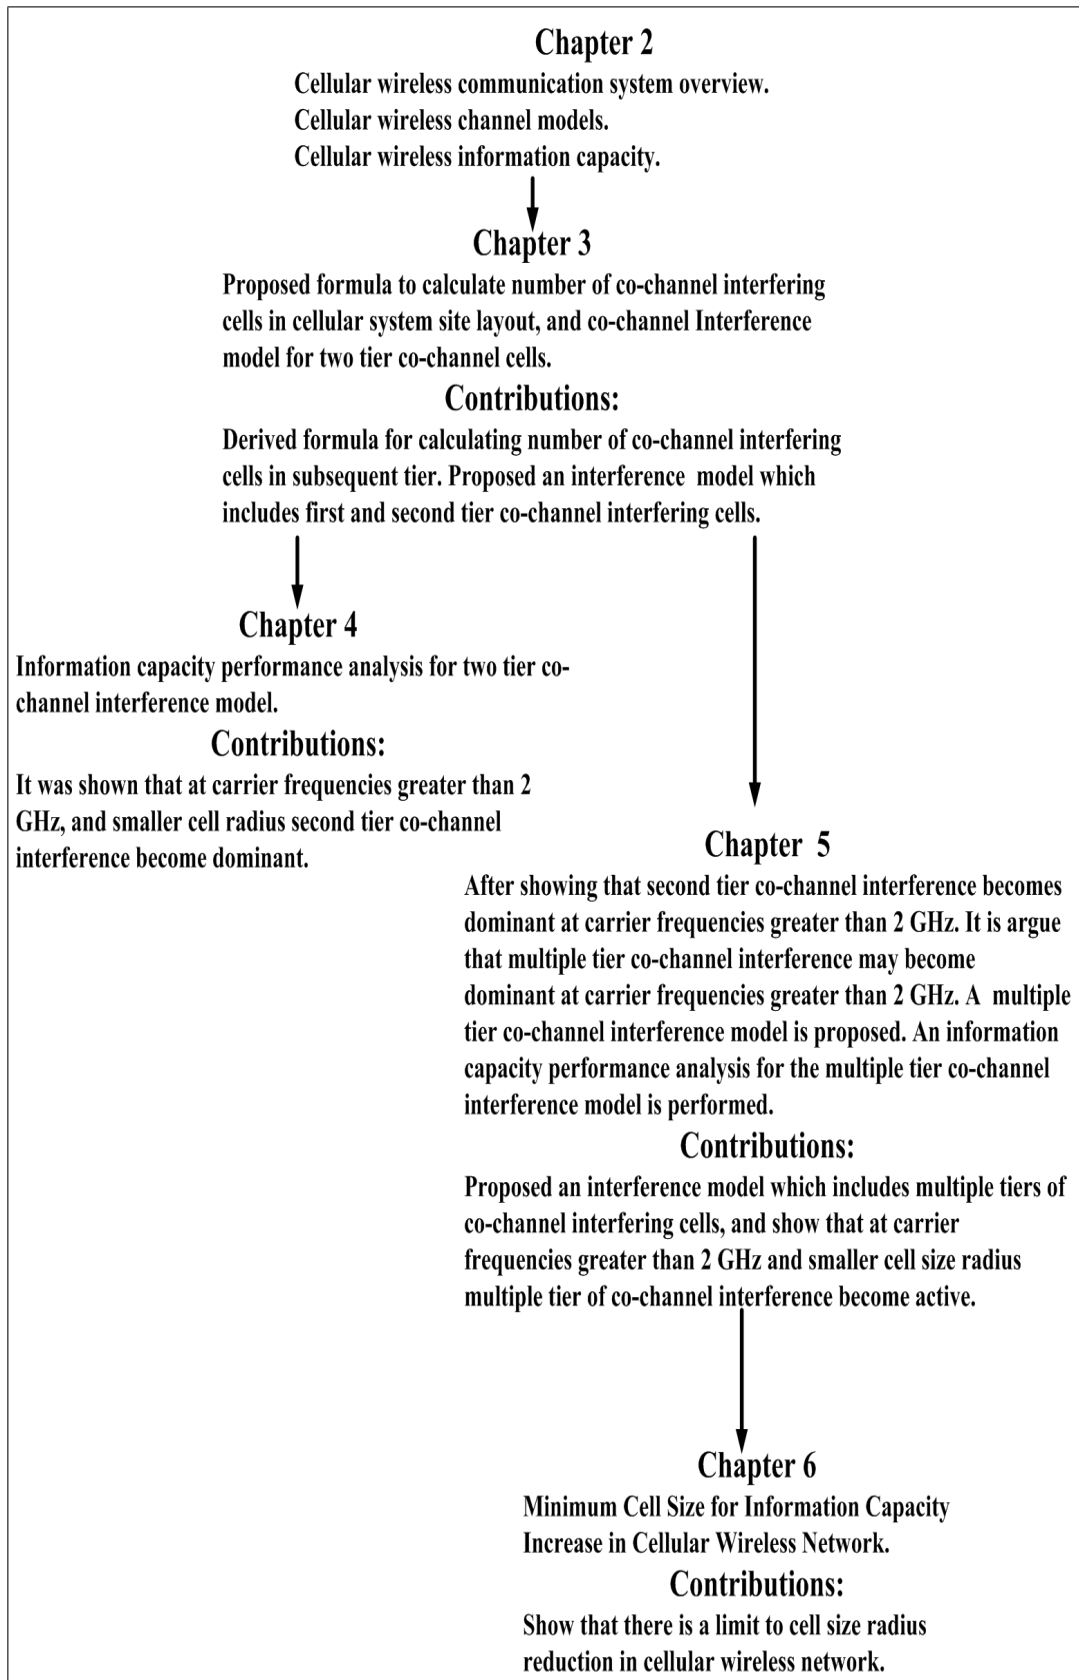 Chapter 2
Cellular wireless communication system overview.
Cellular wireless channel models.
Cellular wireless information capacity.
Chapter 3
Proposed formula to calculate number of co-channel interfering
cells in cellular system site layout, and co-channel Interference
model for two tier co-channel cells.
Contributions:
Derived formula for calculating number of co-channel interfering
cells in subsequent tier. Proposed an interference model which
includes first and second tier co-channel interfering cells.
Chapter 4
Information capacity performance analysis for two tier co-
channel interference model.
Contributions:
It was shown that at carrier frequencies greater than 2
GHz, and smaller cell radius second tier co-channel
interference become dominant.
Chapter 5
After showing that second tier co-channel interference becomes
dominant at carrier frequencies greater than 2 GHz. It is argue
that multiple tier co-channel interference may become
dominant at carrier frequencies greater than 2 GHz. A multiple
tier co-channel interference model is proposed. An information
capacity performance analysis for the multiple tier co-channel
interference model is performed.
Contributions:
Proposed an interference model which includes multiple tiers of
co-channel interfering cells, and show that at carrier
frequencies greater than 2 GHz and smaller cell size radius
multiple tier of co-channel interference become active.
Chapter 6
Minimum Cell Size for Information Capacity
Increase in Cellular Wireless Network.
Contributions:
Show that there is a limit to cell size radius
reduction in cellular wireless network.